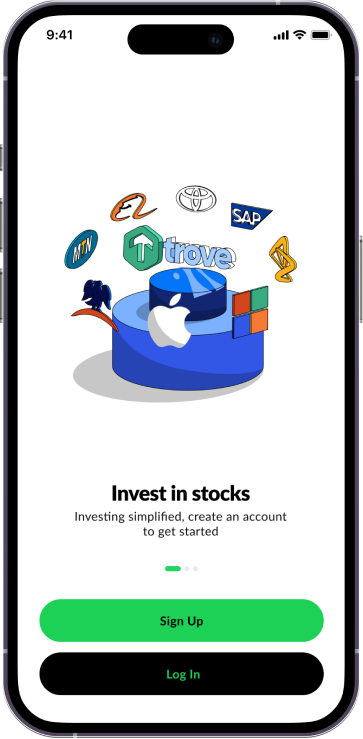 9:41
SAP
MTN
trove
Invest in stocks
Investing simplified, create an account
to get started
Sign Up
Log In